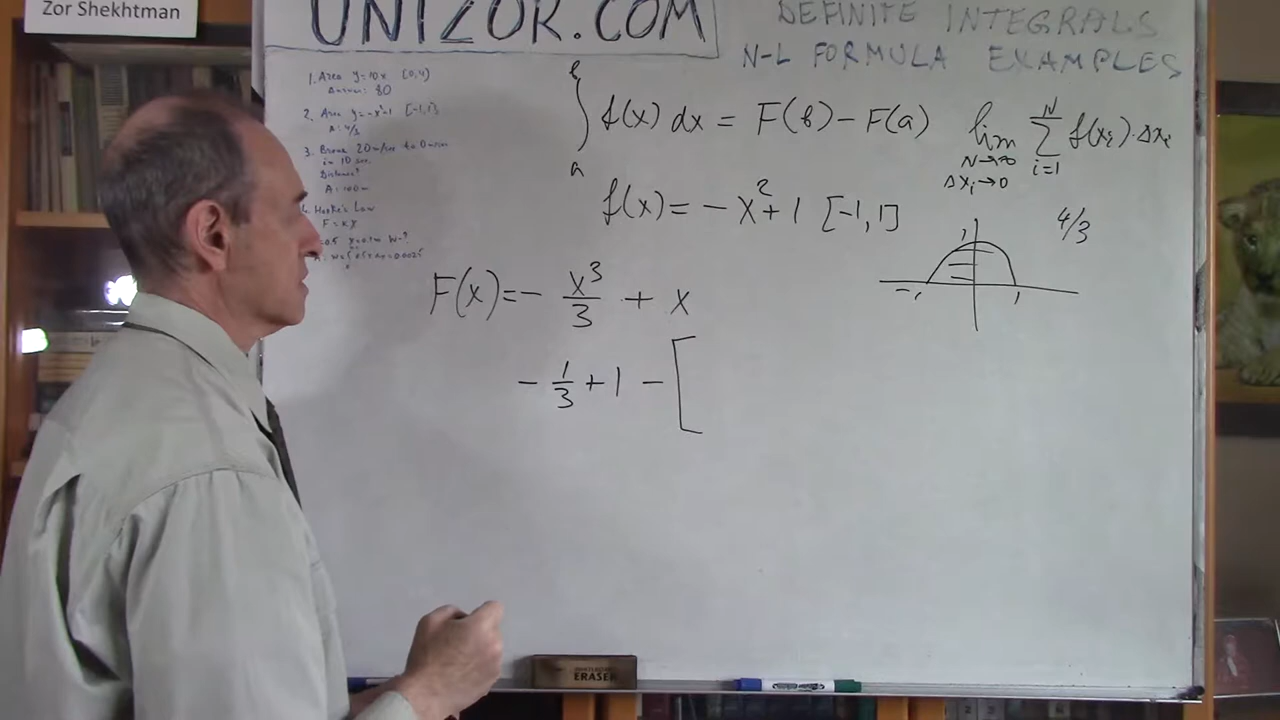 Zor Shekhtman
UNIZOR.COM
DEFINITE INTEGRALS
N-L FORMULA EXAMPLES
1. Area y=10x [0,4]
Answer: 80
2. Area y=-x²+1 [-1,1]
A: 4/3
3. Brake 20m/sec to 0m/sec
in 10 sec.
Distance?
A: 100m
Law
F = kx
∫ₐᵇ f(x) dx = F(b) - F(a)
lim N→∞ Δxᵢ→0 ∑ᵢ₌₁ᴺ f(xᵢ)·Δxᵢ
f(x) = -x²+1 [-1,1]
4/3
1
-1 1
F(x) = - x³/3 + x
- 1/3 + 1 - [
ERASER